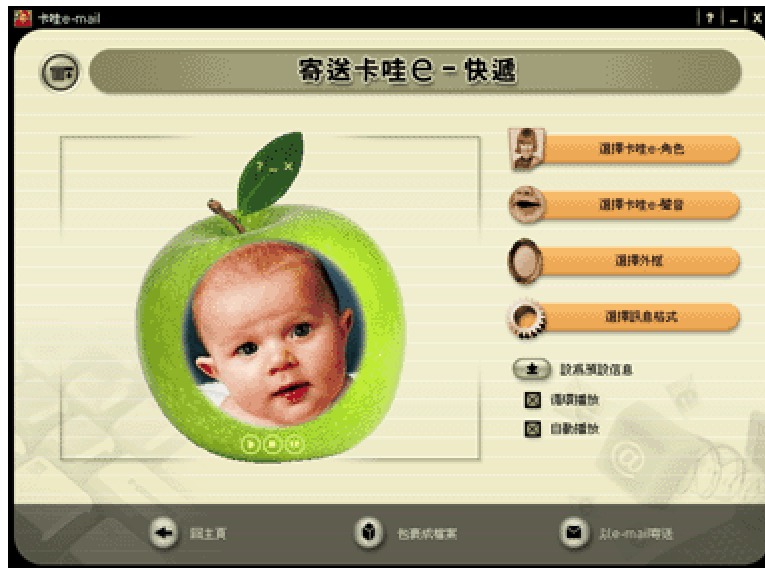 卡哇e-mail
寄送卡哇e-快遞
選擇卡哇e-角色
選擇卡哇e-聲音
選擇外框
選擇訊息格式
設為預設信息
循環播放
自動播放
回主頁
包裹成檔案
以e-mail寄送